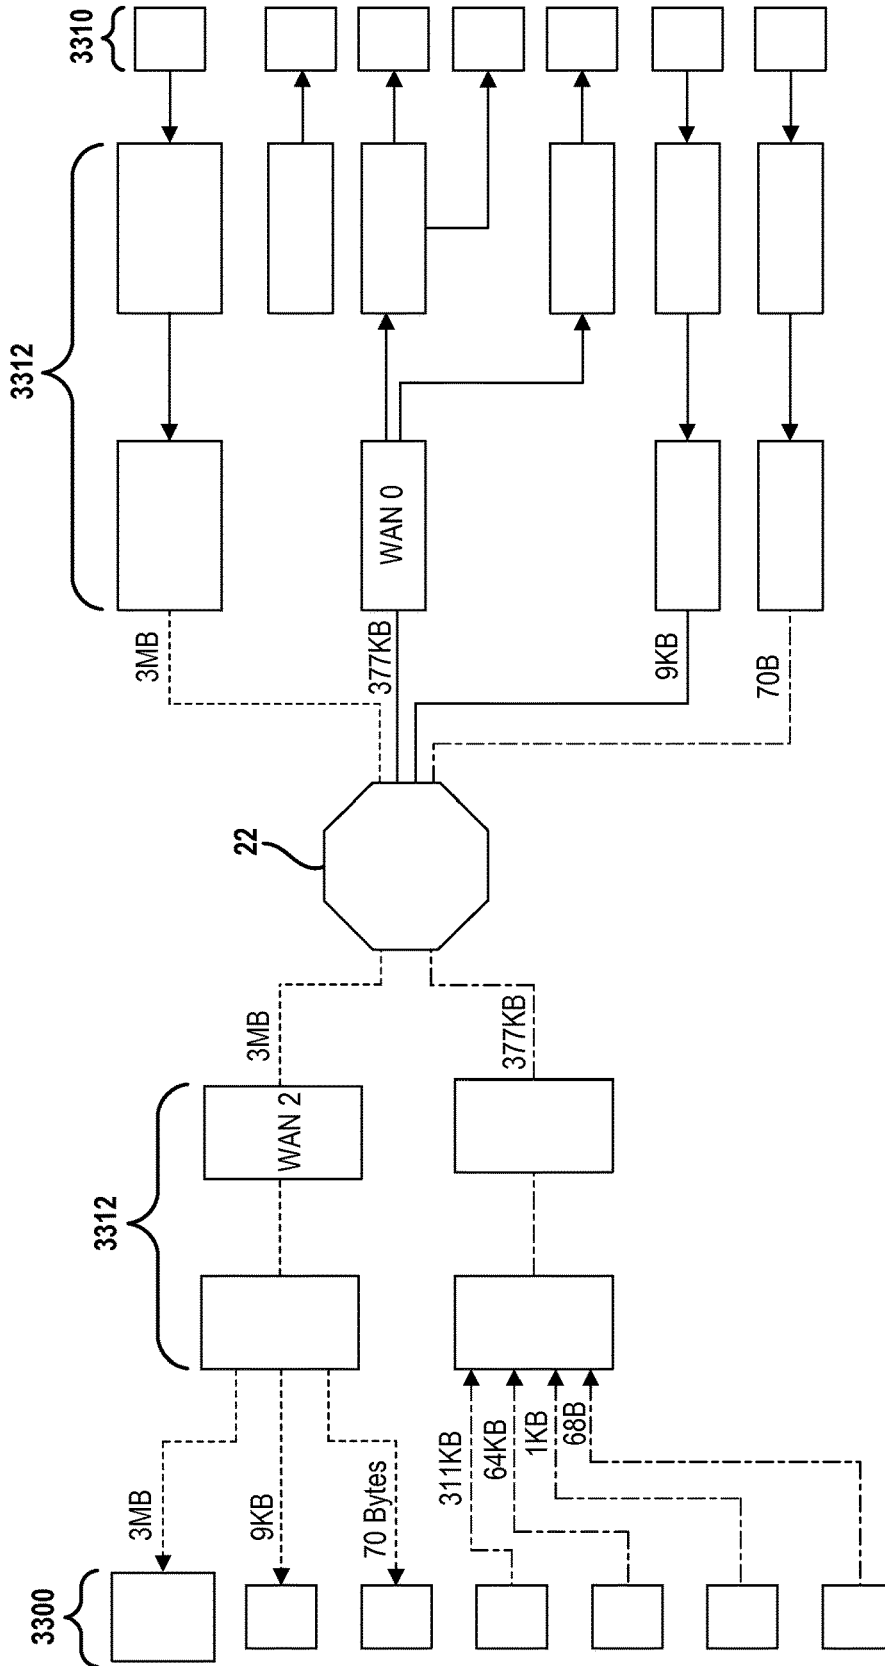 3310
3312
3MB
WAN 0
377KB
9KB
70B
22
3MB
377KB
WAN 2
3312
311KB
64KB
1KB
68B
3MB
9KB
70 Bytes
3300